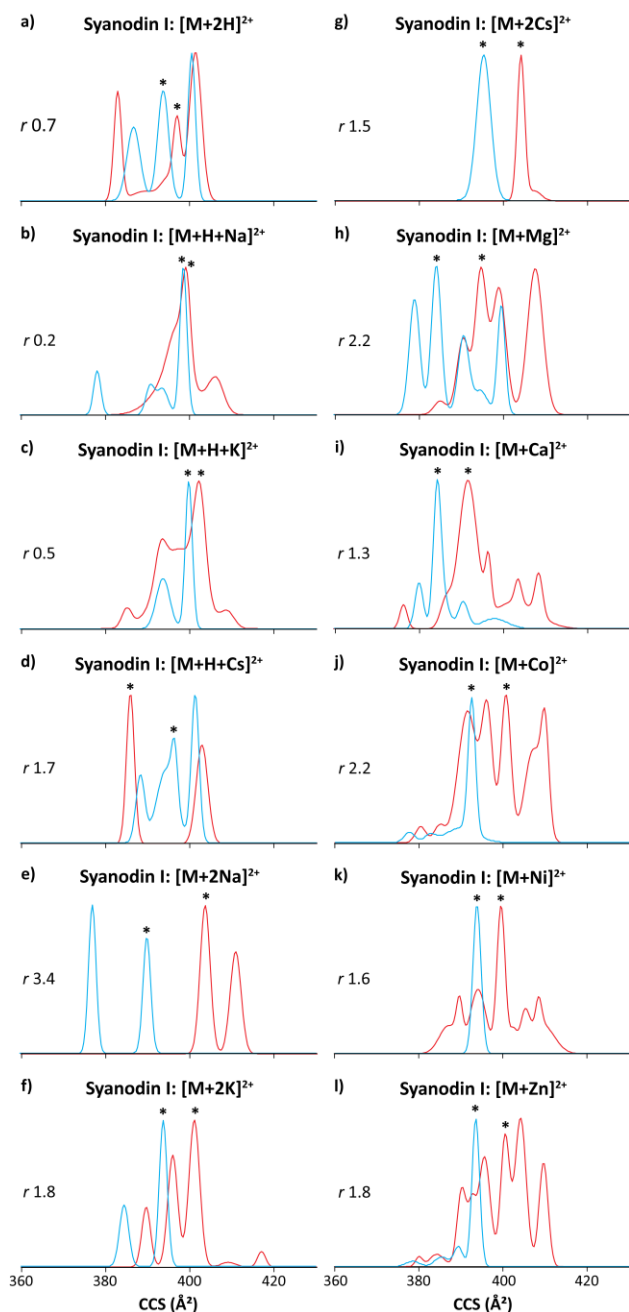 a) Syanodin I: [M+2H]²⁺
* *
r 0.7
b) Syanodin I: [M+H+Na]²⁺
* *
r 0.2
c) Syanodin I: [M+H+K]²⁺
* *
r 0.5
d) Syanodin I: [M+H+Cs]²⁺
* *
r 1.7
e) Syanodin I: [M+2Na]²⁺
* *
r 3.4
f) Syanodin I: [M+2K]²⁺
* *
r 1.8
360 380 400 420
CCS (Å²)
g) Syanodin I: [M+2Cs]²⁺
* *
r 1.5
h) Syanodin I: [M+Mg]²⁺
* *
r 2.2
i) Syanodin I: [M+Ca]²⁺
* *
r 1.3
j) Syanodin I: [M+Co]²⁺
* *
r 2.2
k) Syanodin I: [M+Ni]²⁺
* *
r 1.6
l) Syanodin I: [M+Zn]²⁺
* *
r 1.8
360 380 400 420
CCS (Å²)